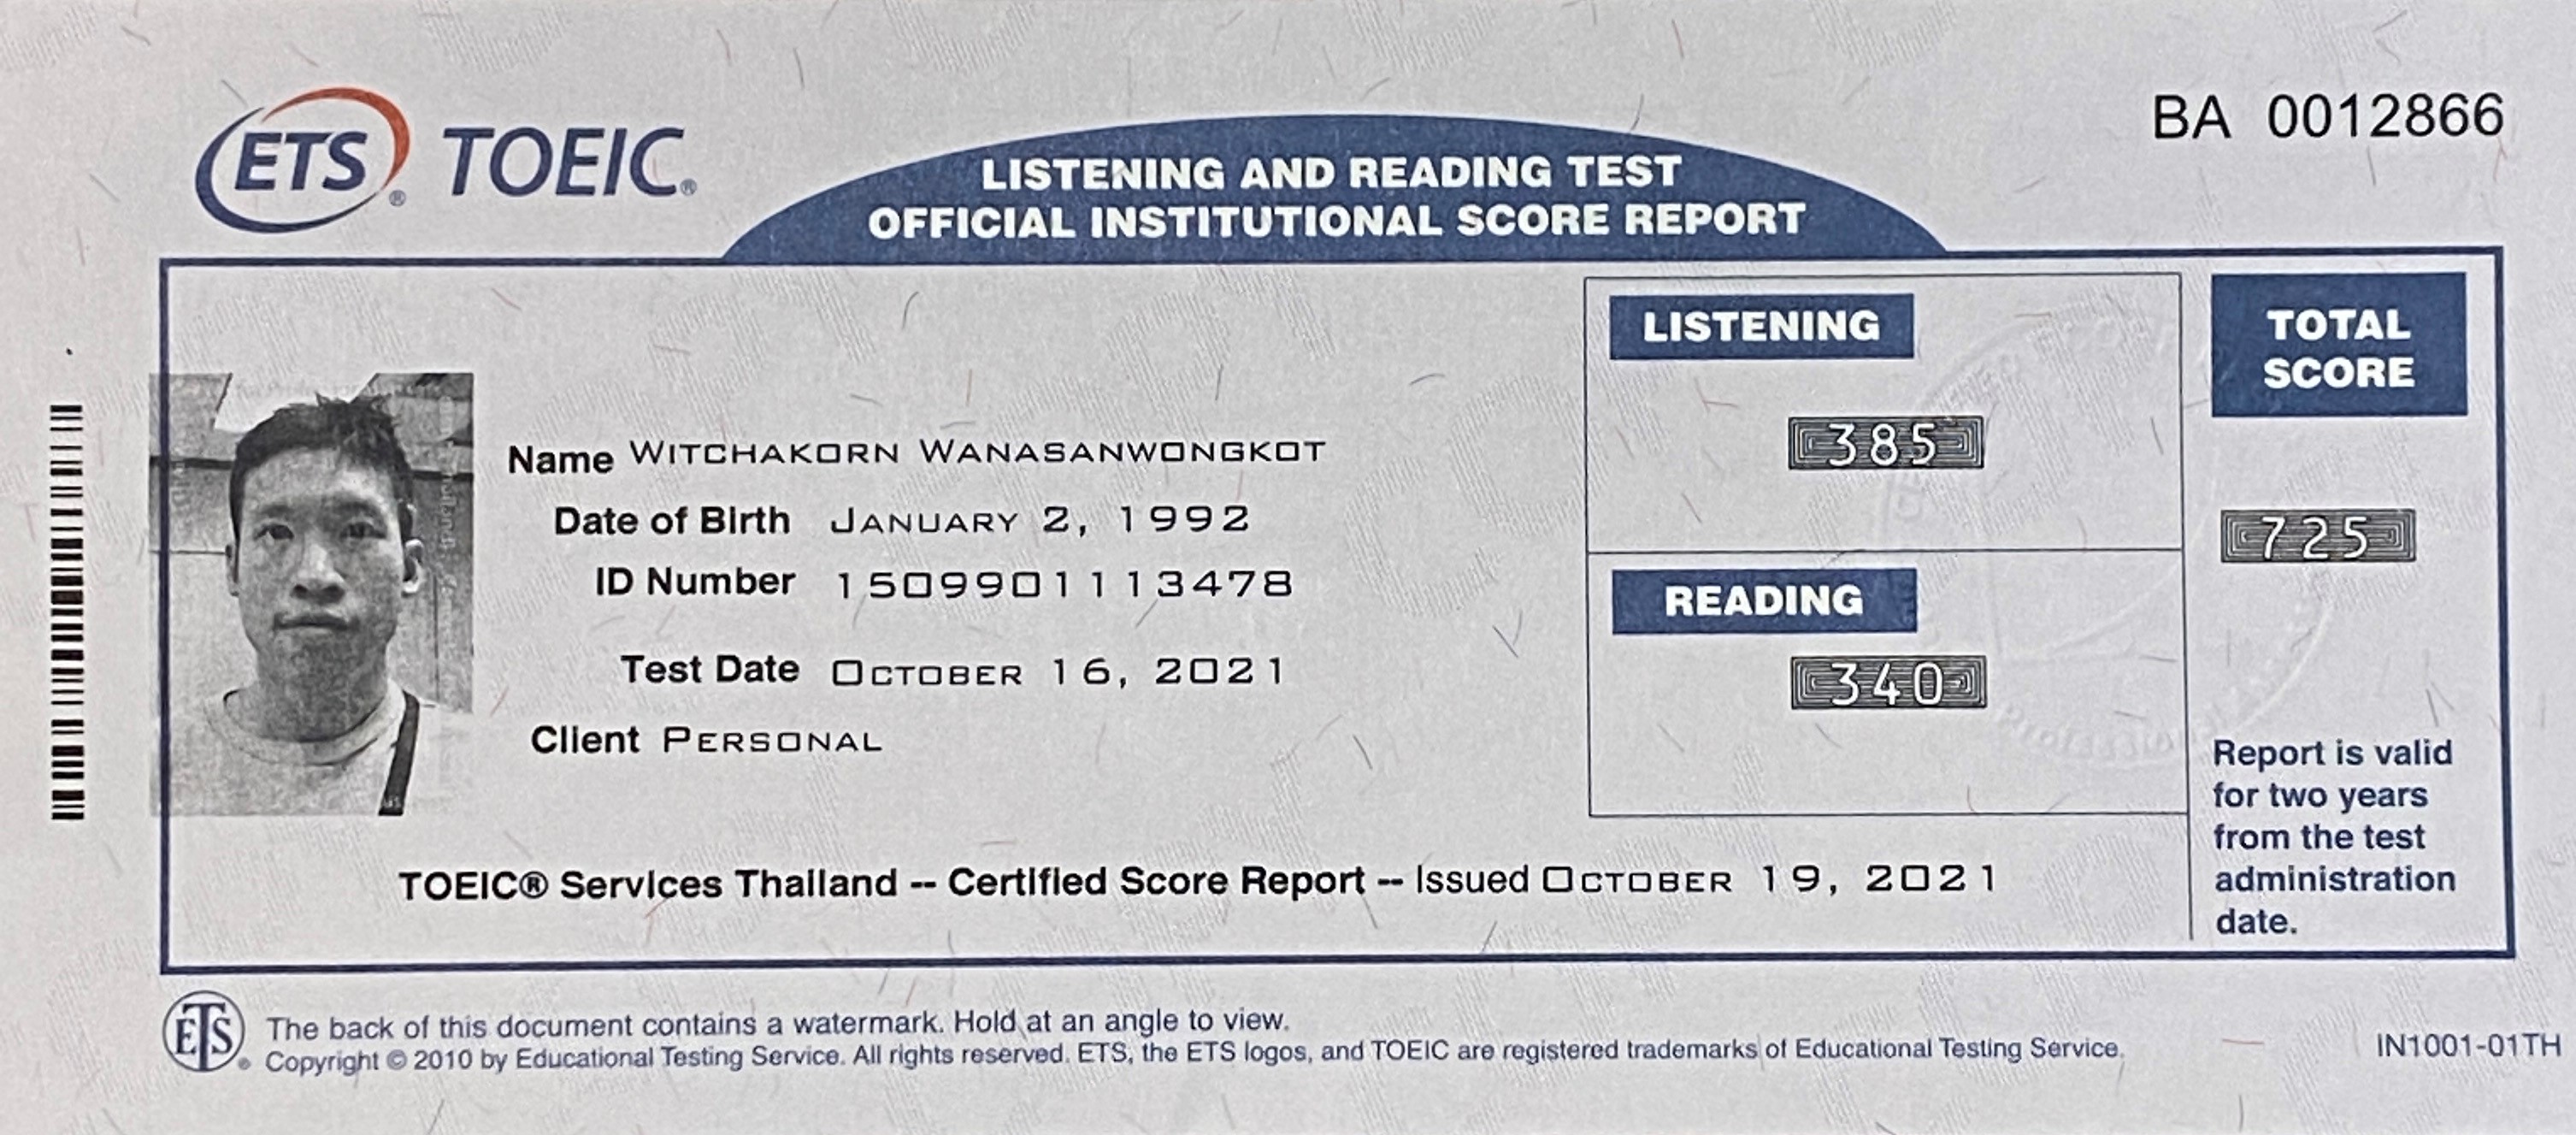 ETS® TOEIC®
BA 0012866
LISTENING AND READING TEST
OFFICIAL INSTITUTIONAL SCORE REPORT
LISTENING
385
READING
340
TOTAL
SCORE
725
Name WITCHAKORN WANASANWONGKOT
Date of Birth JANUARY 2, 1992
ID Number 1509901113478
Test Date OCTOBER 16, 2021
Client PERSONAL
Report is valid
for two years
from the test
administration
date.
TOEIC® Services Thailand -- Certified Score Report -- Issued OCTOBER 19, 2021
ETS® The back of this document contains a watermark. Hold at an angle to view.
Copyright © 2010 by Educational Testing Service. All rights reserved. ETS, the ETS logos, and TOEIC are registered trademarks of Educational Testing Service.
IN1001-01TH